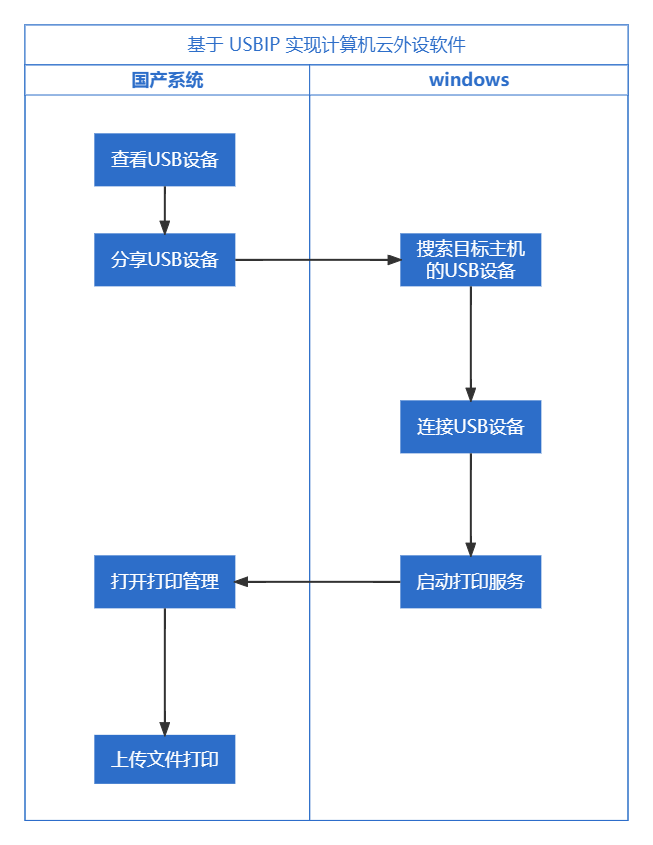 基于 USBIP 实现计算机云外设软件
国产系统
windows
查看USB设备
分享USB设备
搜索目标主机
的USB设备
连接USB设备
打开打印管理
启动打印服务
上传文件打印